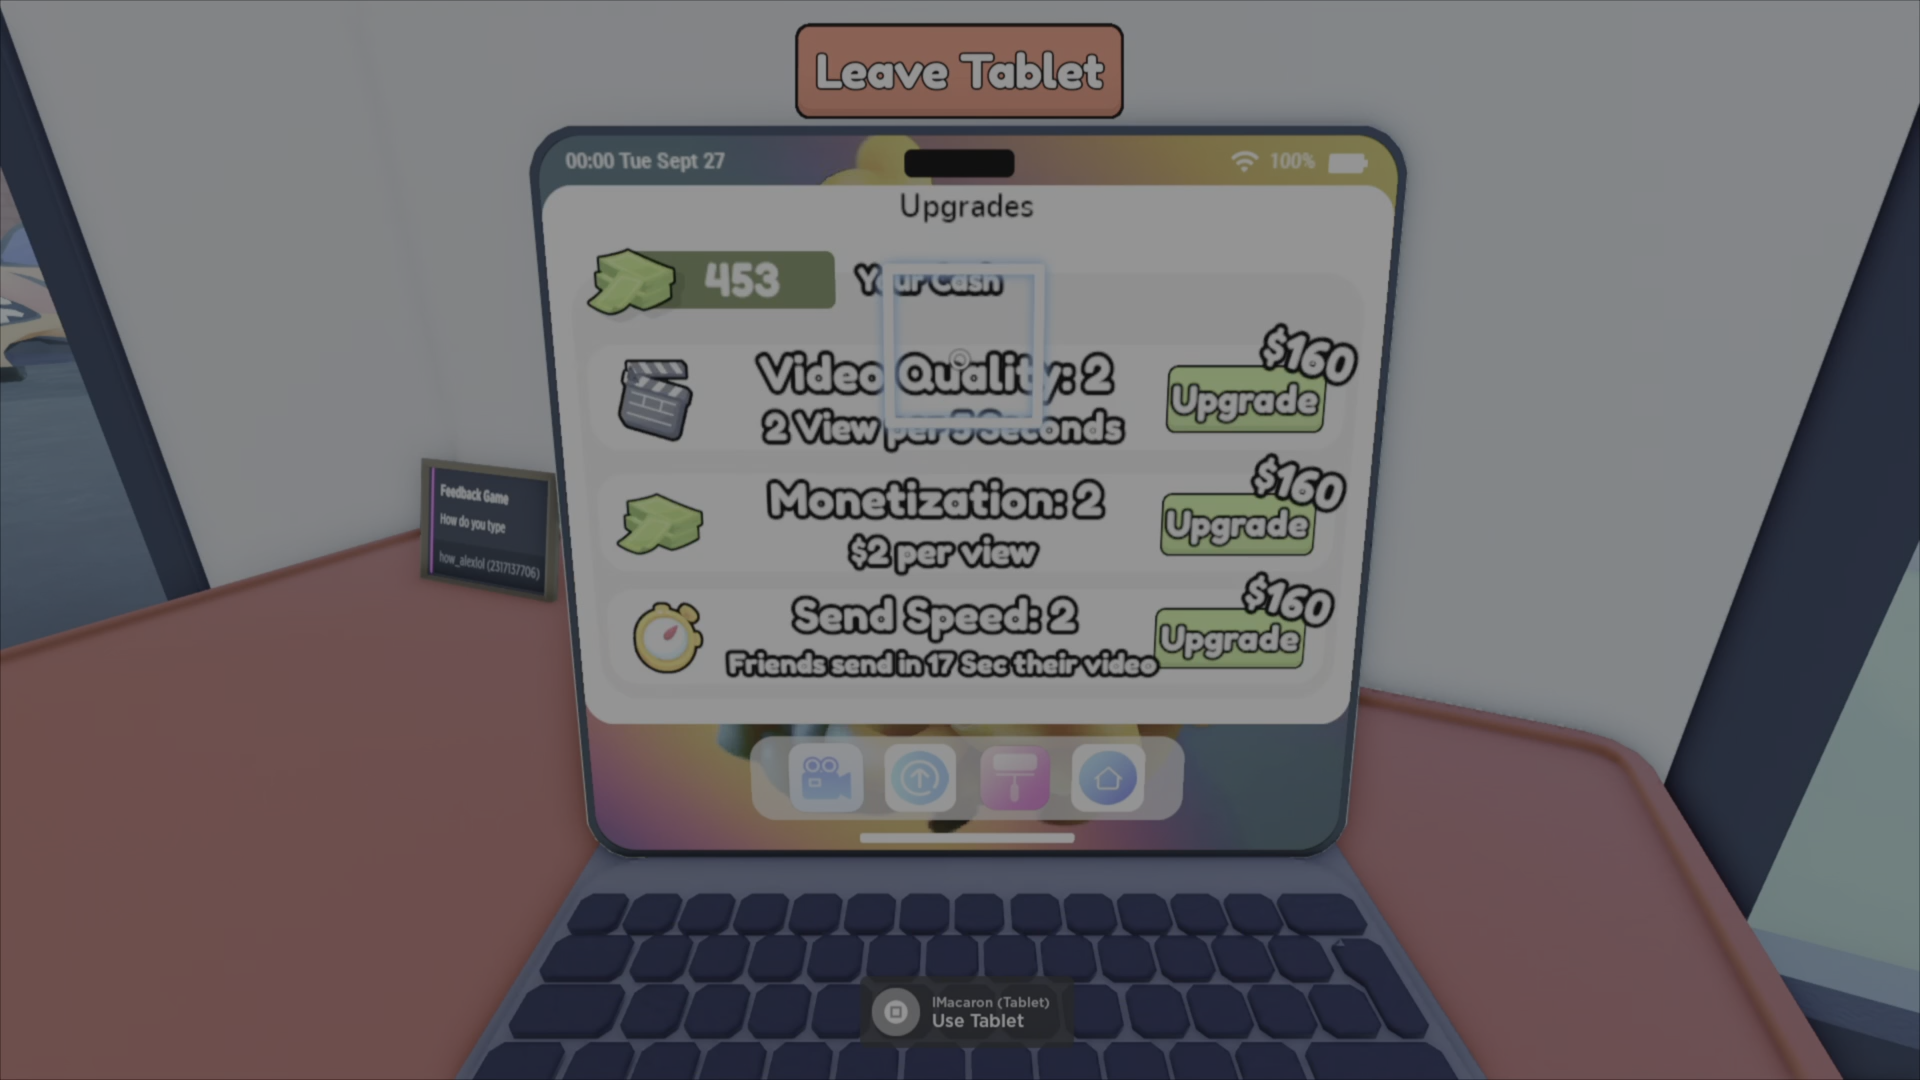 Leave Tablet
00:00 Tue Sept 27
100%
Upgrades
453
Your Cash
Video Quality: 2
2 View per 5 Seconds
$160
Upgrade
Monetization: 2
$2 per view
$160
Upgrade
Send Speed: 2
Friends send in 17 Sec their video
$160
Upgrade
Feedback Game
How do you type
how_alexlol (2317137706)
IMacaron (Tablet)
Use Tablet